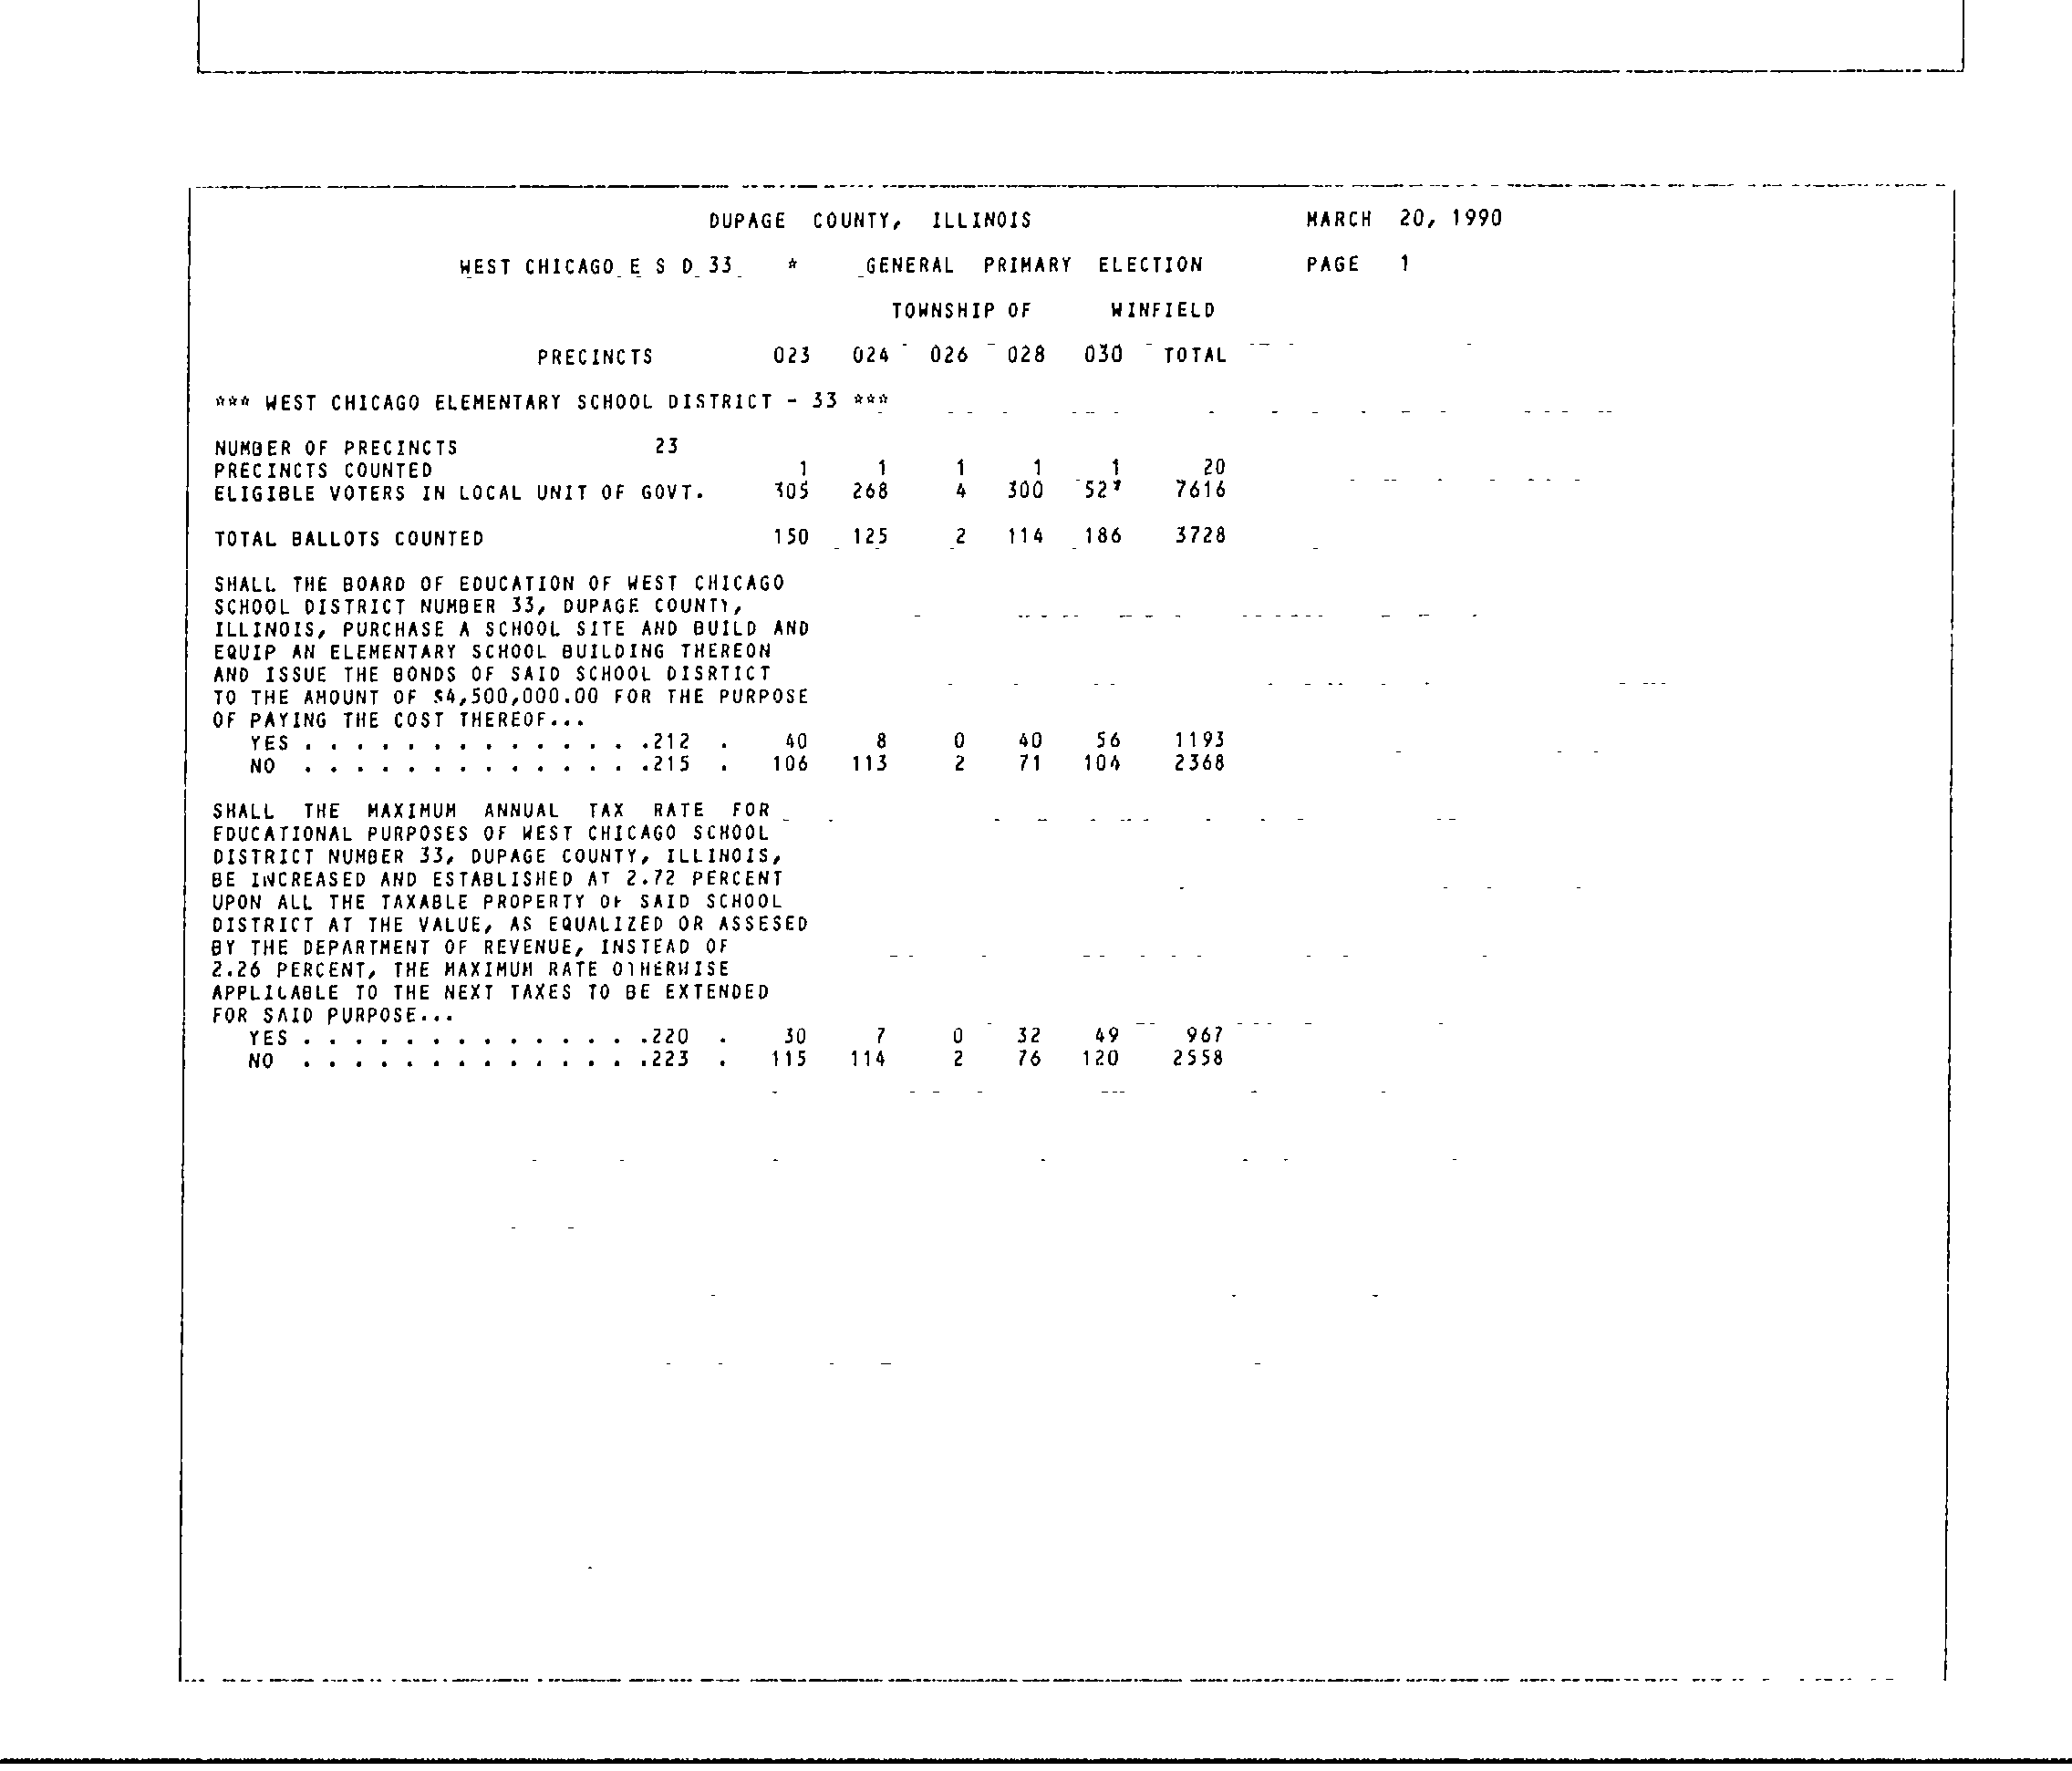 DUPAGE COUNTY, ILLINOIS MARCH 20, 1990
WEST CHICAGO E S D 33 * GENERAL PRIMARY ELECTION PAGE 1
TOWNSHIP OF WINFIELD
PRECINCTS 023 024 026 028 030 TOTAL
*** WEST CHICAGO ELEMENTARY SCHOOL DISTRICT - 33 ***
NUMBER OF PRECINCTS 23
PRECINCTS COUNTED 1 1 1 1 1 20
ELIGIBLE VOTERS IN LOCAL UNIT OF GOVT. 305 268 4 300 7616
TOTAL BALLOTS COUNTED 150 125 2 114 186 3728
SHALL THE BOARD OF EDUCATION OF WEST CHICAGO
SCHOOL DISTRICT NUMBER 33, DUPAGE COUNTY,
ILLINOIS, PURCHASE A SCHOOL SITE AND BUILD AND
EQUIP AN ELEMENTARY SCHOOL BUILDING THEREON
AND ISSUE THE BONDS OF SAID SCHOOL DISRTICT
TO THE AMOUNT OF $4,500,000.00 FOR THE PURPOSE
OF PAYING THE COST THEREOF...
YES . . . . . . . . . . . . . .212 . 40 8 0 40 56 1193
NO . . . . . . . . . . . . . .215 . 106 113 2 71 104 2368
SHALL THE MAXIMUM ANNUAL TAX RATE FOR
EDUCATIONAL PURPOSES OF WEST CHICAGO SCHOOL
DISTRICT NUMBER 33, DUPAGE COUNTY, ILLINOIS,
BE INCREASED AND ESTABLISHED AT 2.72 PERCENT
UPON ALL THE TAXABLE PROPERTY OF SAID SCHOOL
DISTRICT AT THE VALUE, AS EQUALIZED OR ASSESED
BY THE DEPARTMENT OF REVENUE, INSTEAD OF
2.26 PERCENT, THE MAXIMUM RATE OTHERWISE
APPLICABLE TO THE NEXT TAXES TO BE EXTENDED
FOR SAID PURPOSE...
YES . . . . . . . . . . . . . .220 . 30 7 0 32 49 967
NO . . . . . . . . . . . . . .223 . 115 114 2 76 120 2558